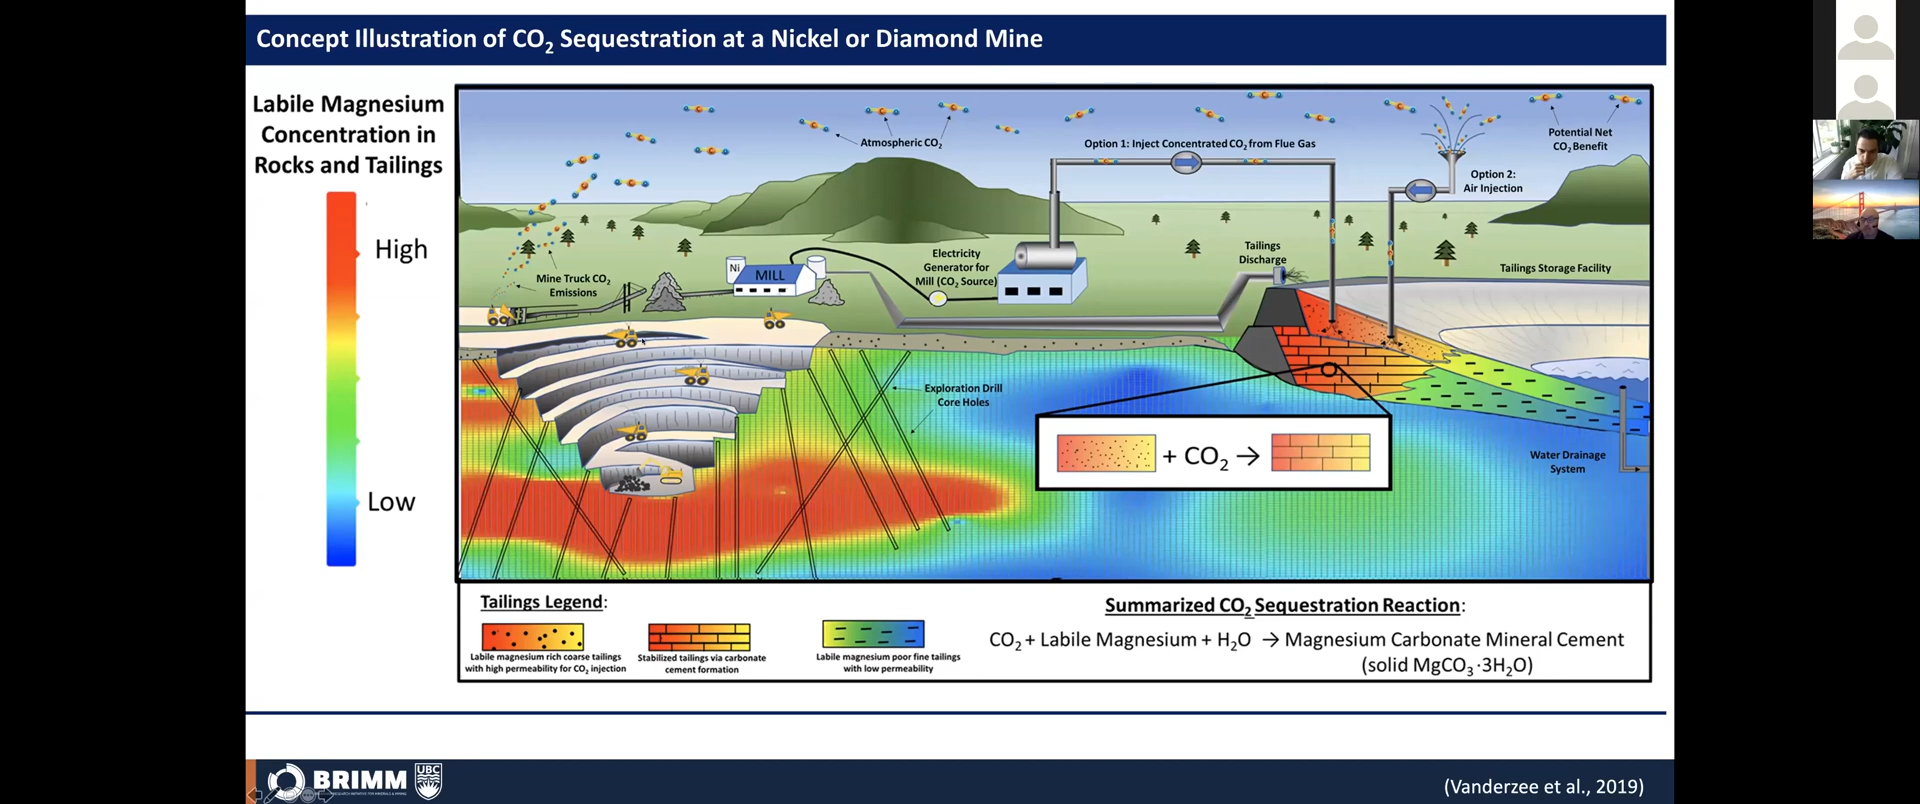 Concept Illustration of CO₂ Sequestration at a Nickel or Diamond Mine
Labile Magnesium
Concentration in
Rocks and Tailings
High
Low
Atmospheric CO₂
Option 1: Inject Concentrated CO₂ from Flue Gas
Potential Net
CO₂ Benefit
Option 2:
Air Injection
Mine Truck CO₂
Emissions
Ni
MILL
Electricity
Generator for
Mill (CO₂ Source)
Tailings
Discharge
Tailings Storage Facility
Exploration Drill
Core Holes
+ CO₂ →
Water Drainage
System
Tailings Legend:
Labile magnesium rich coarse tailings
with high permeability for CO₂ injection
Stabilized tailings via carbonate
cement formation
Labile magnesium poor fine tailings
with low permeability
Summarized CO₂ Sequestration Reaction:
CO₂ + Labile Magnesium + H₂O → Magnesium Carbonate Mineral Cement
(solid MgCO₃·3H₂O)
BRIMM
UBC
(Vanderzee et al., 2019)